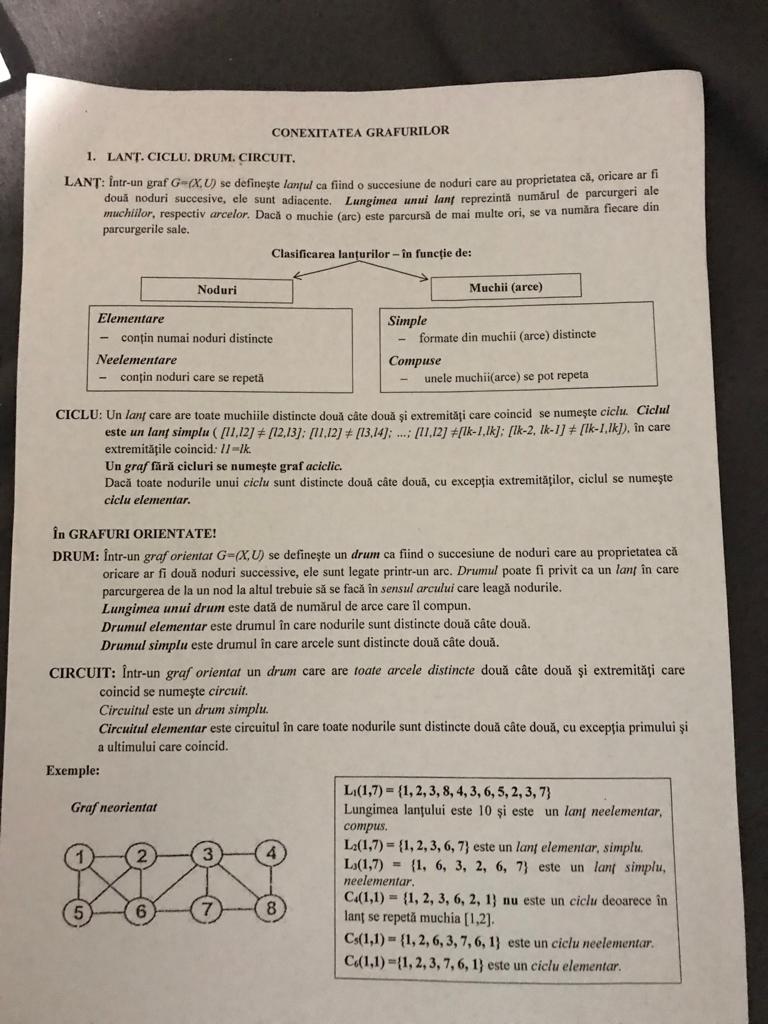 CONEXITATEA GRAFURILOR
1. LANŢ. CICLU. DRUM. CIRCUIT.
LANŢ: Într-un graf G=(X,U) se defineşte lanţul ca fiind o succesiune de noduri care au proprietatea că, oricare ar fi
două noduri succesive, ele sunt adiacente. Lungimea unui lanţ reprezintă numărul de parcurgeri ale
muchiilor, respectiv arcelor. Dacă o muchie (arc) este parcursă de mai multe ori, se va număra fiecare din
parcurgerile sale.
Clasificarea lanţurilor – în funcţie de:
Noduri
Muchii (arce)
Elementare
– conţin numai noduri distincte
Neelementare
– conţin noduri care se repetă
Simple
– formate din muchii (arce) distincte
Compuse
– unele muchii(arce) se pot repeta
CICLU: Un lanţ care are toate muchiile distincte două câte două şi extremităţi care coincid se numeşte ciclu. Ciclul
este un lanţ simplu ( [l1,l2] ≠ [l2,l3]; [l1,l2] ≠ [l3,l4]; ...; [l1,l2] ≠[lk-1,lk]; [lk-2, lk-1] ≠ [lk-1,lk]), în care
extremităţile coincid: l1=lk.
Un graf fără cicluri se numeşte graf aciclic.
Dacă toate nodurile unui ciclu sunt distincte două câte două, cu excepţia extremităţilor, ciclul se numeşte
ciclu elementar.
În GRAFURI ORIENTATE!
DRUM: Într-un graf orientat G=(X,U) se defineşte un drum ca fiind o succesiune de noduri care au proprietatea că
oricare ar fi două noduri successive, ele sunt legate printr-un arc. Drumul poate fi privit ca un lanţ în care
parcurgerea de la un nod la altul trebuie să se facă în sensul arcului care leagă nodurile.
Lungimea unui drum este dată de numărul de arce care îl compun.
Drumul elementar este drumul în care nodurile sunt distincte două câte două.
Drumul simplu este drumul în care arcele sunt distincte două câte două.
CIRCUIT: Într-un graf orientat un drum care are toate arcele distincte două câte două şi extremităţi care
coincid se numeşte circuit.
Circuitul este un drum simplu.
Circuitul elementar este circuitul în care toate nodurile sunt distincte două câte două, cu excepţia primului şi
a ultimului care coincid.
Exemple:
Graf neorientat
1 2 3 4
5 6 7 8
L₁(1,7) = {1, 2, 3, 8, 4, 3, 6, 5, 2, 3, 7}
Lungimea lanţului este 10 şi este un lanţ neelementar,
compus.
L₂(1,7) = {1, 2, 3, 6, 7} este un lanţ elementar, simplu.
L₃(1,7) = {1, 6, 3, 2, 6, 7} este un lanţ simplu,
neelementar.
C₄(1,1) = {1, 2, 3, 6, 2, 1} nu este un ciclu deoarece în
lanţ se repetă muchia [1,2].
C₅(1,1) = {1, 2, 6, 3, 7, 6, 1} este un ciclu neelementar.
C₆(1,1) ={1, 2, 3, 7, 6, 1} este un ciclu elementar.